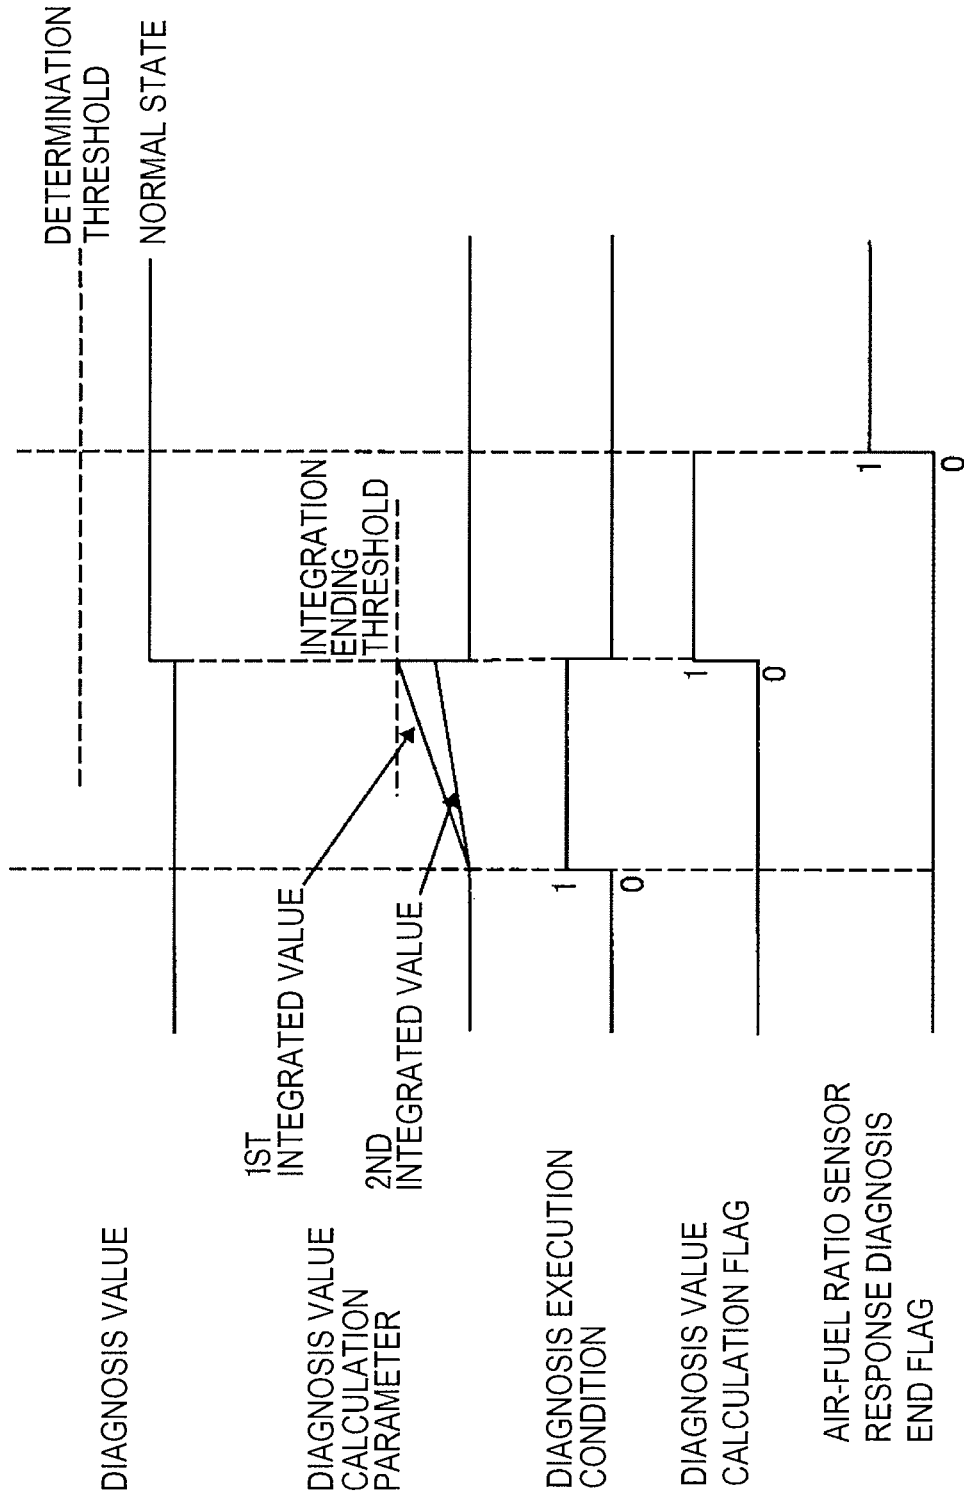 DETERMINATION
THRESHOLD
NORMAL STATE
DIAGNOSIS VALUE
INTEGRATION
ENDING
THRESHOLD
1ST
INTEGRATED VALUE
2ND
INTEGRATED VALUE
DIAGNOSIS VALUE
CALCULATION
PARAMETER
1
0
DIAGNOSIS EXECUTION
CONDITION
1
0
DIAGNOSIS VALUE
CALCULATION FLAG
1
0
AIR-FUEL RATIO SENSOR
RESPONSE DIAGNOSIS
END FLAG